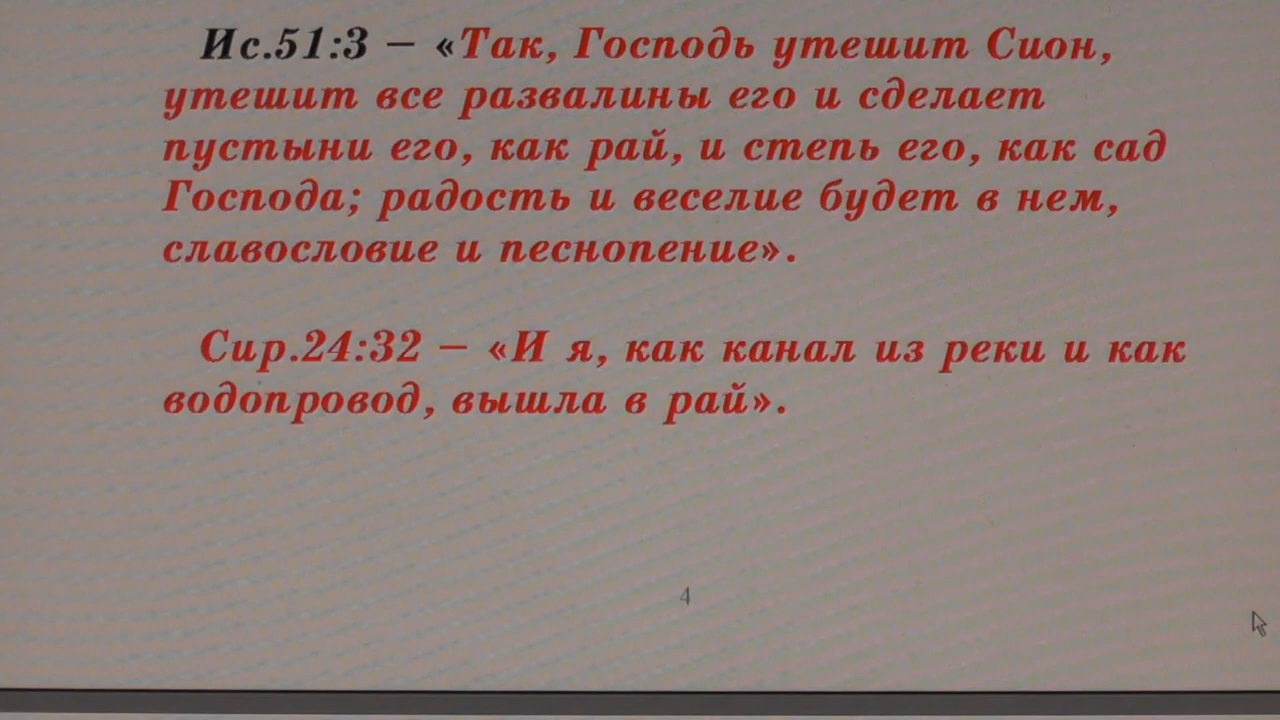 Ис.51:3 – «Так, Господь утешит Сион,
утешит все развалины его и сделает
пустыни его, как рай, и степь его, как сад
Господа; радость и веселие будет в нем,
славословие и песнопение».
Сир.24:32 – «И я, как канал из реки и как
водопровод, вышла в рай».
4